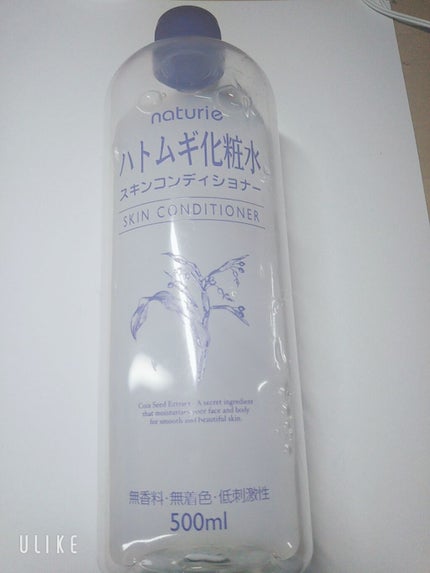 naturie
ハトムギ化粧水
スキンコンディショナー
SKIN CONDITIONER
Coix Seed Extract : A secret ingredient
that moisturizes your face and body
for smooth and beautiful skin.
無香料・無着色・低刺激性
500ml
ULIKE